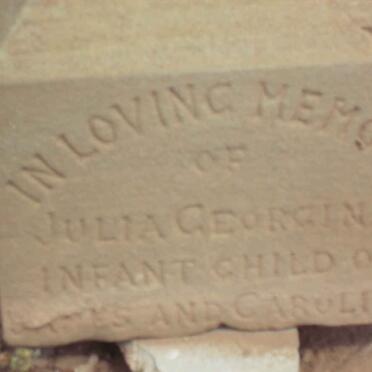 IN LOVING MEMO
OF
JULIA GEORGIN
INFANT CHILD O
AND CAROLI